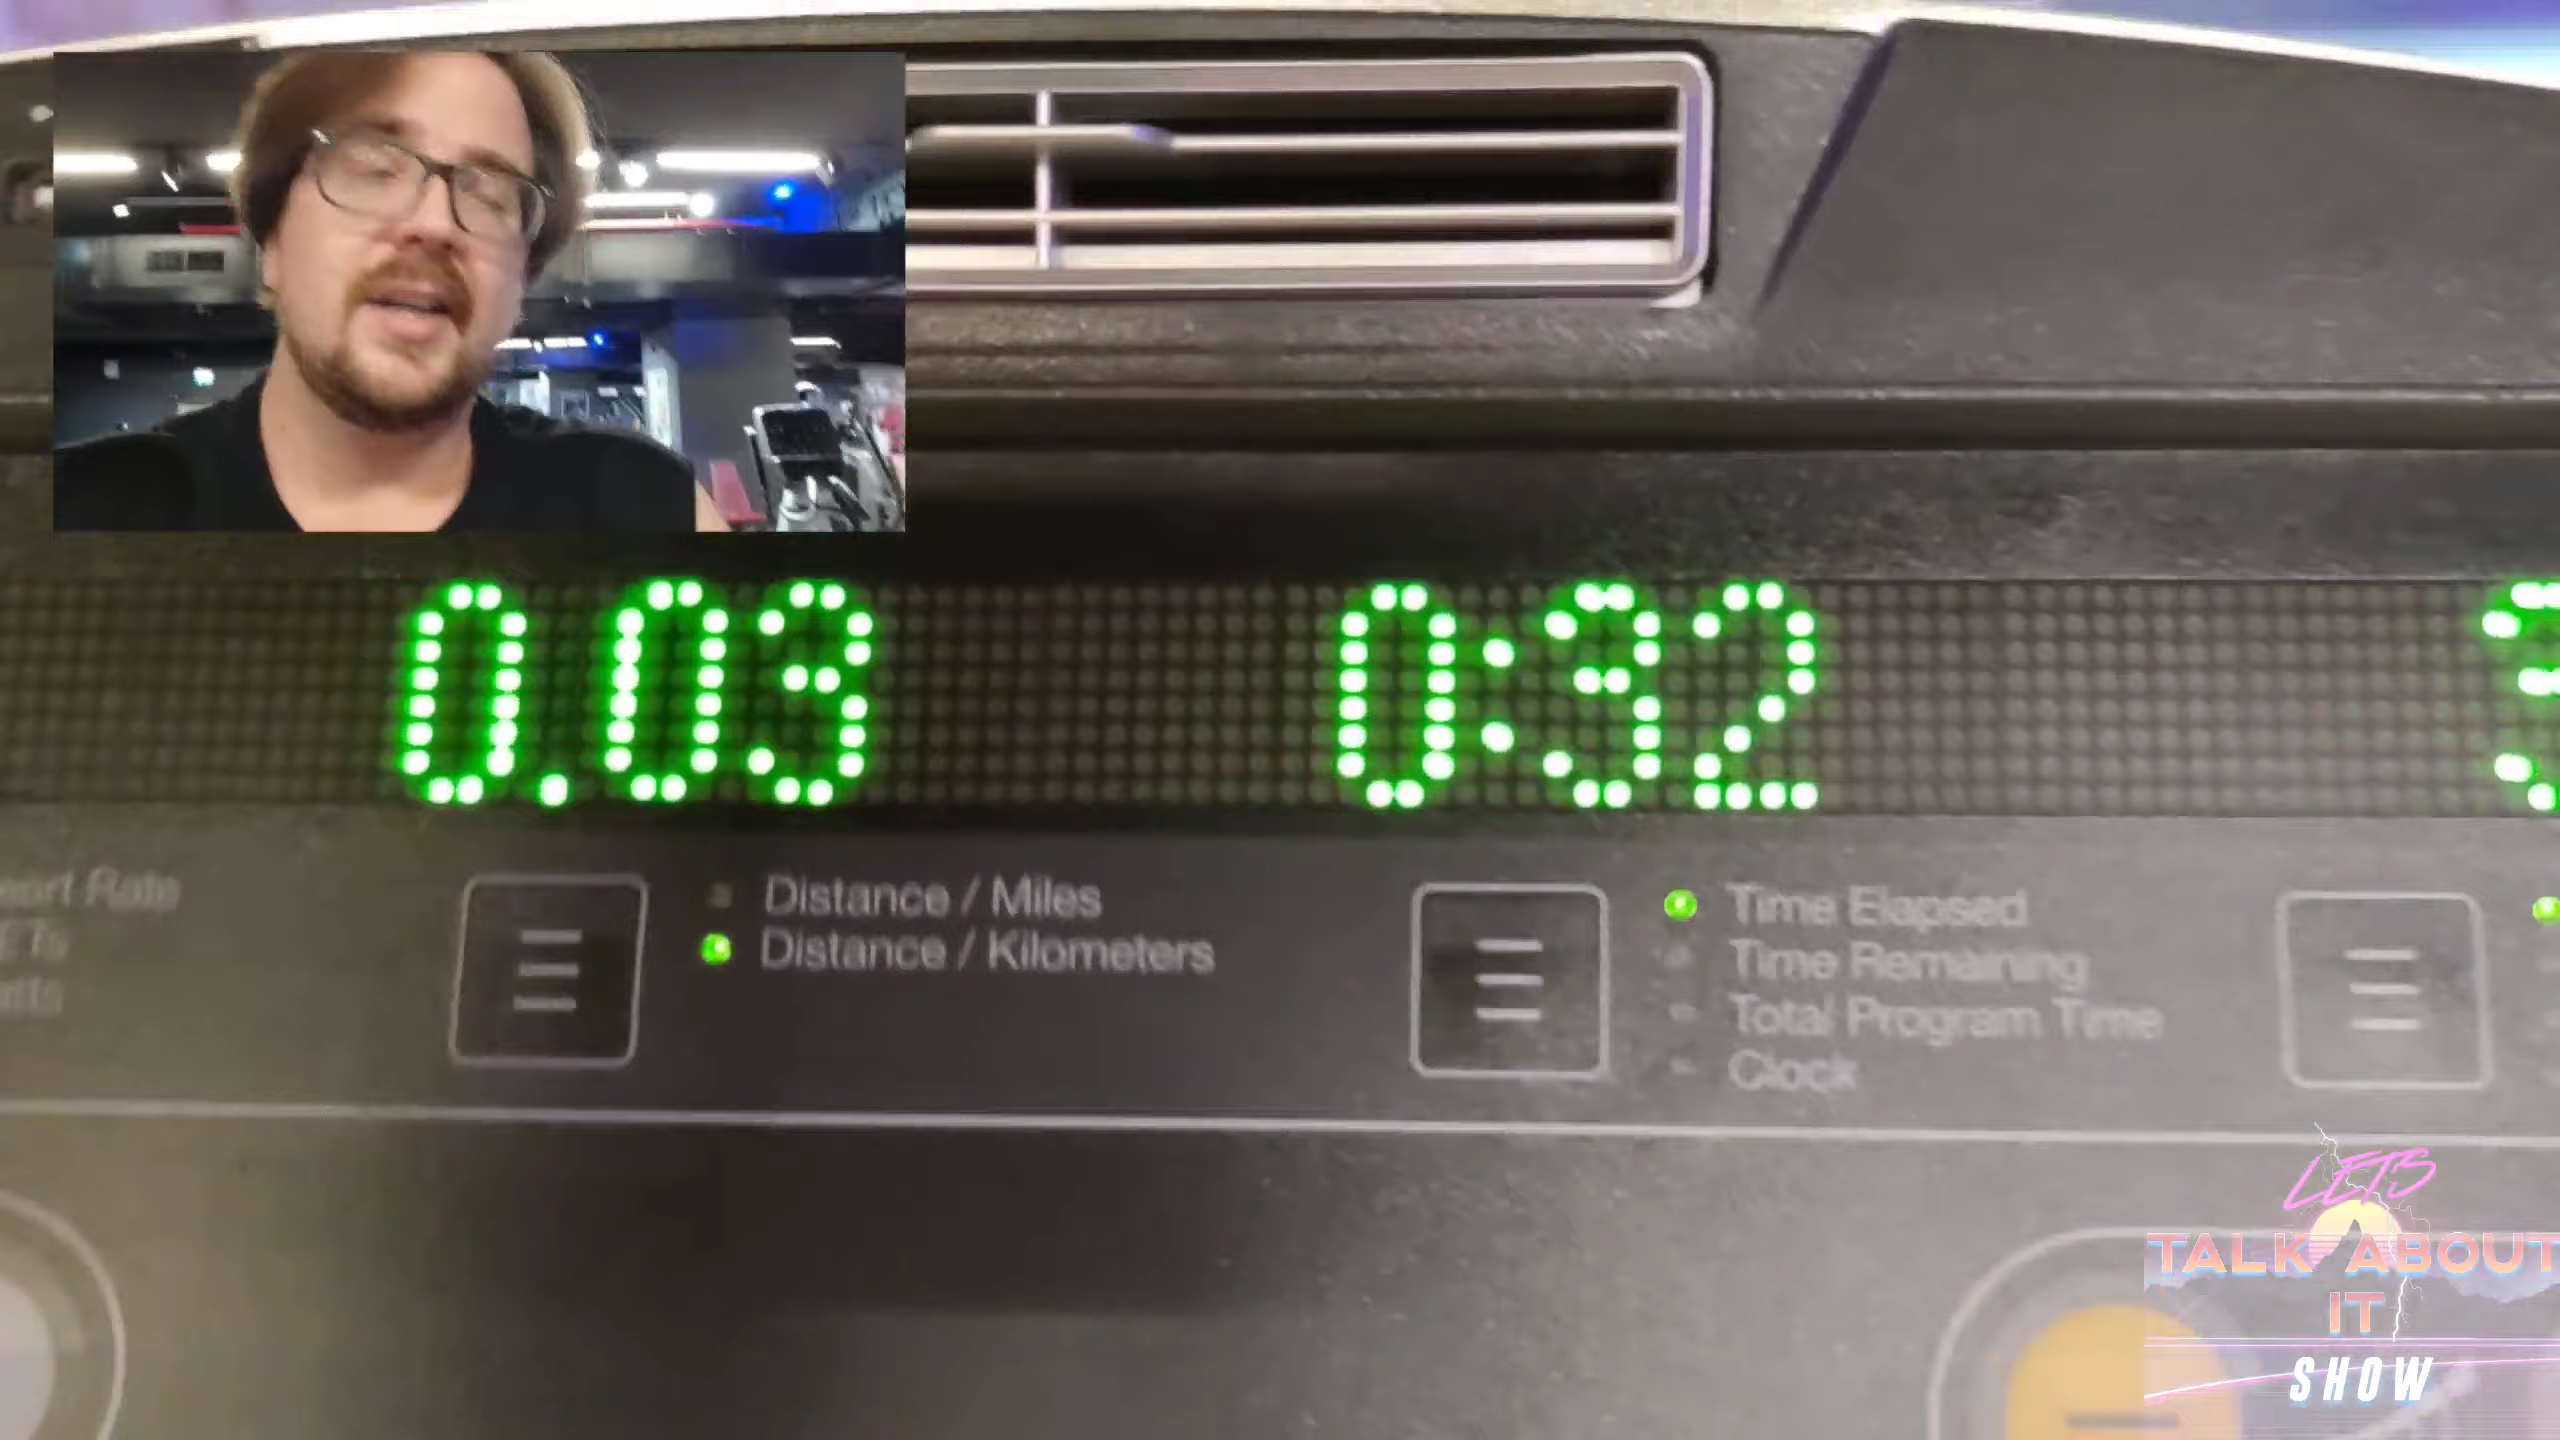 0.03 0:32
Distance / Miles
Distance / Kilometers
Time Elapsed
Time Remaining
Total Program Time
Clock
Rate
LETS
TALK ABOUT
IT
SHOW